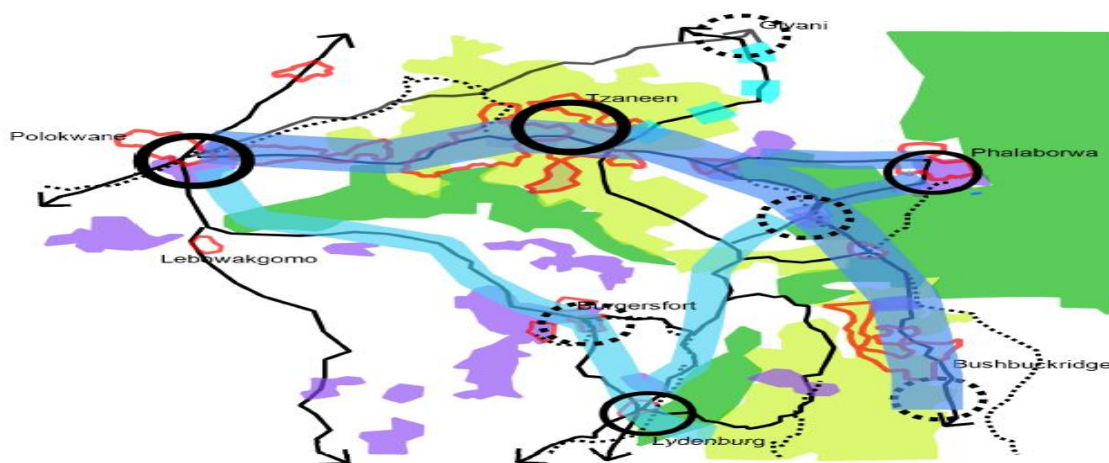 Giyani
Tzaneen
Polokwane
Phalaborwa
Lebowakgomo
Burgersfort
Bushbuckridge
Lydenburg